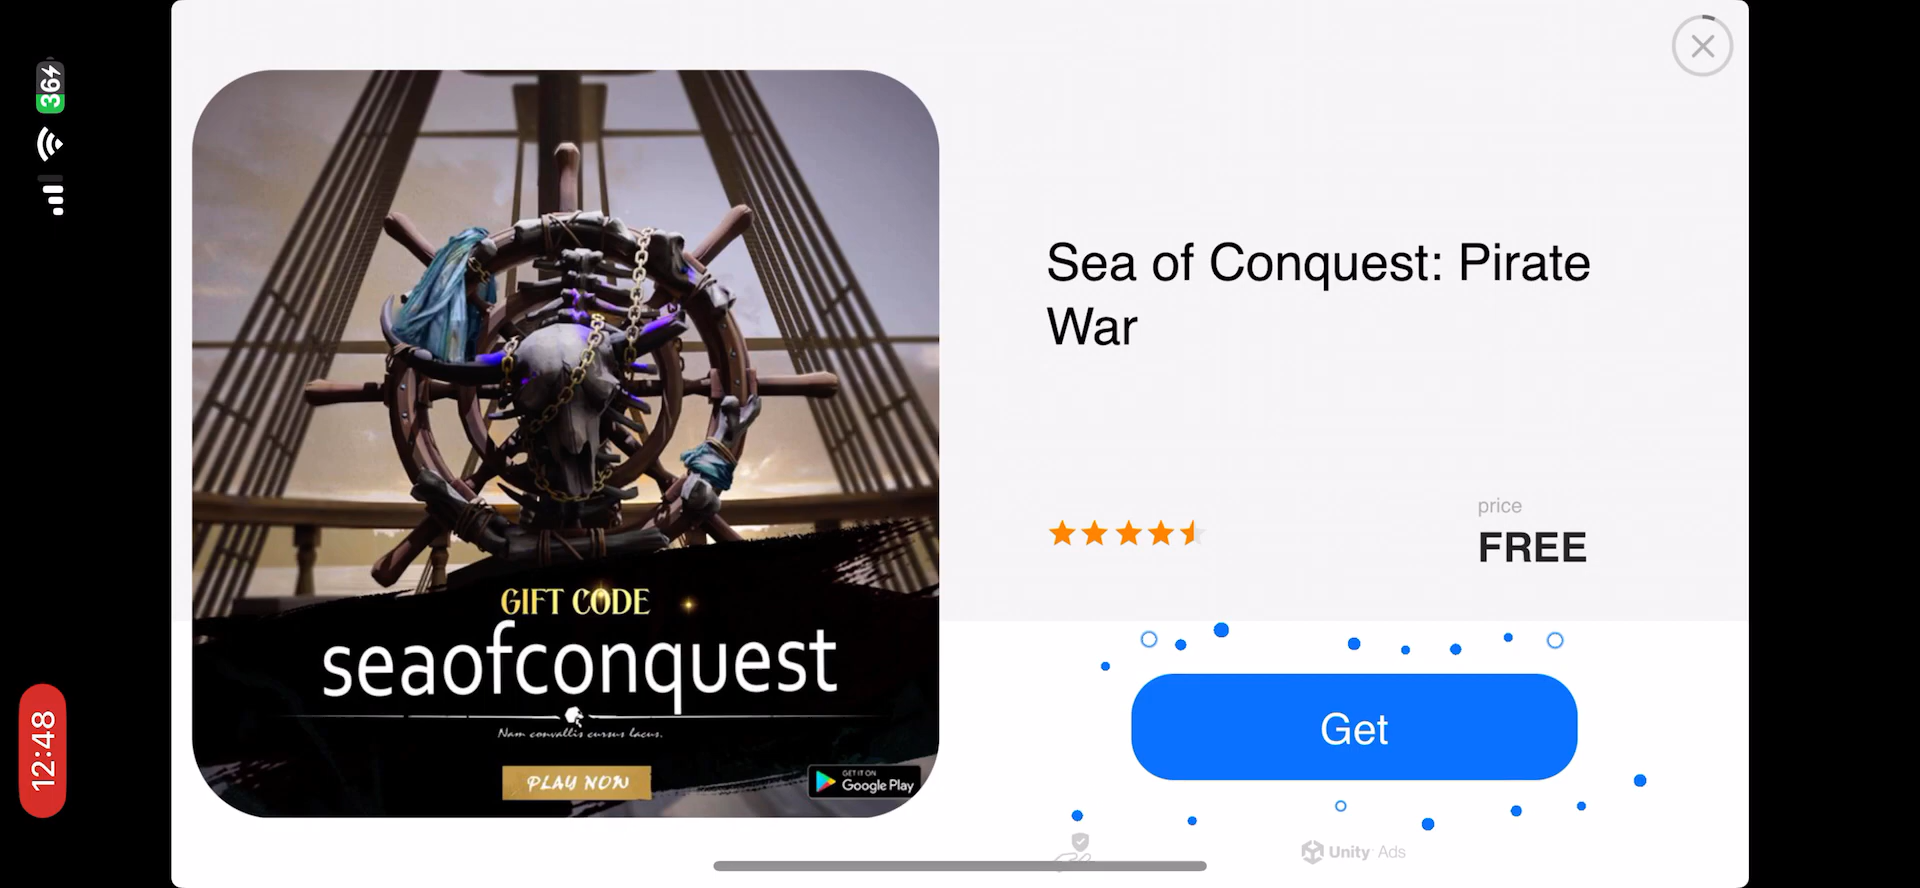 36
12:48
GIFT CODE
seaofconquest
Nam convallis cursus lacus.
PLAY NOW
GET IT ON
Google Play
Sea of Conquest: Pirate
War
price
FREE
Get
Unity Ads